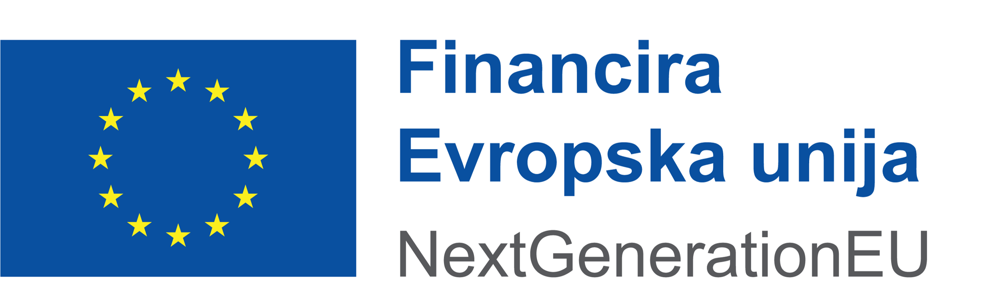 Financira
Evropska unija
NextGenerationEU